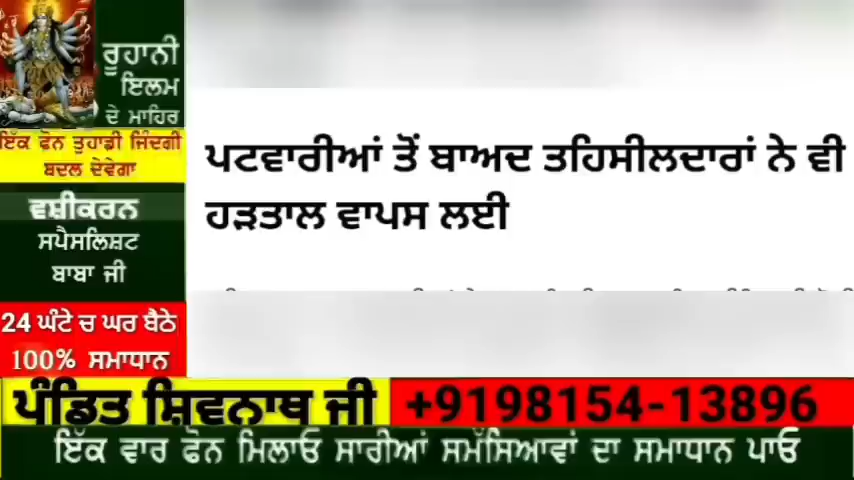 ਰੂਹਾਨੀ
ਇਲਮ
ਦੇ ਮਾਹਿਰ
ਇੱਕ ਫੋਨ ਤੁਹਾਡੀ ਜਿੰਦਗੀ
ਬਦਲ ਦੇਵੇਗਾ
ਵਸ਼ੀਕਰਨ
ਸਪੈਸਲਿਸ਼ਟ
ਬਾਬਾ ਜੀ
24 ਘੰਟੇ ਚ ਘਰ ਬੈਠੇ
100% ਸਮਾਧਾਨ
ਪਟਵਾਰੀਆਂ ਤੋਂ ਬਾਅਦ ਤਹਿਸੀਲਦਾਰਾਂ ਨੇ ਵੀ
ਹੜਤਾਲ ਵਾਪਸ ਲਈ
ਪੰਡਿਤ ਸ਼ਿਵਨਾਥ ਜੀ +9198154-13896
ਇੱਕ ਵਾਰ ਫੋਨ ਮਿਲਾਓ ਸਾਰੀਆਂ ਸਮੱਸਿਆਵਾਂ ਦਾ ਸਮਾਧਾਨ ਪਾਓ